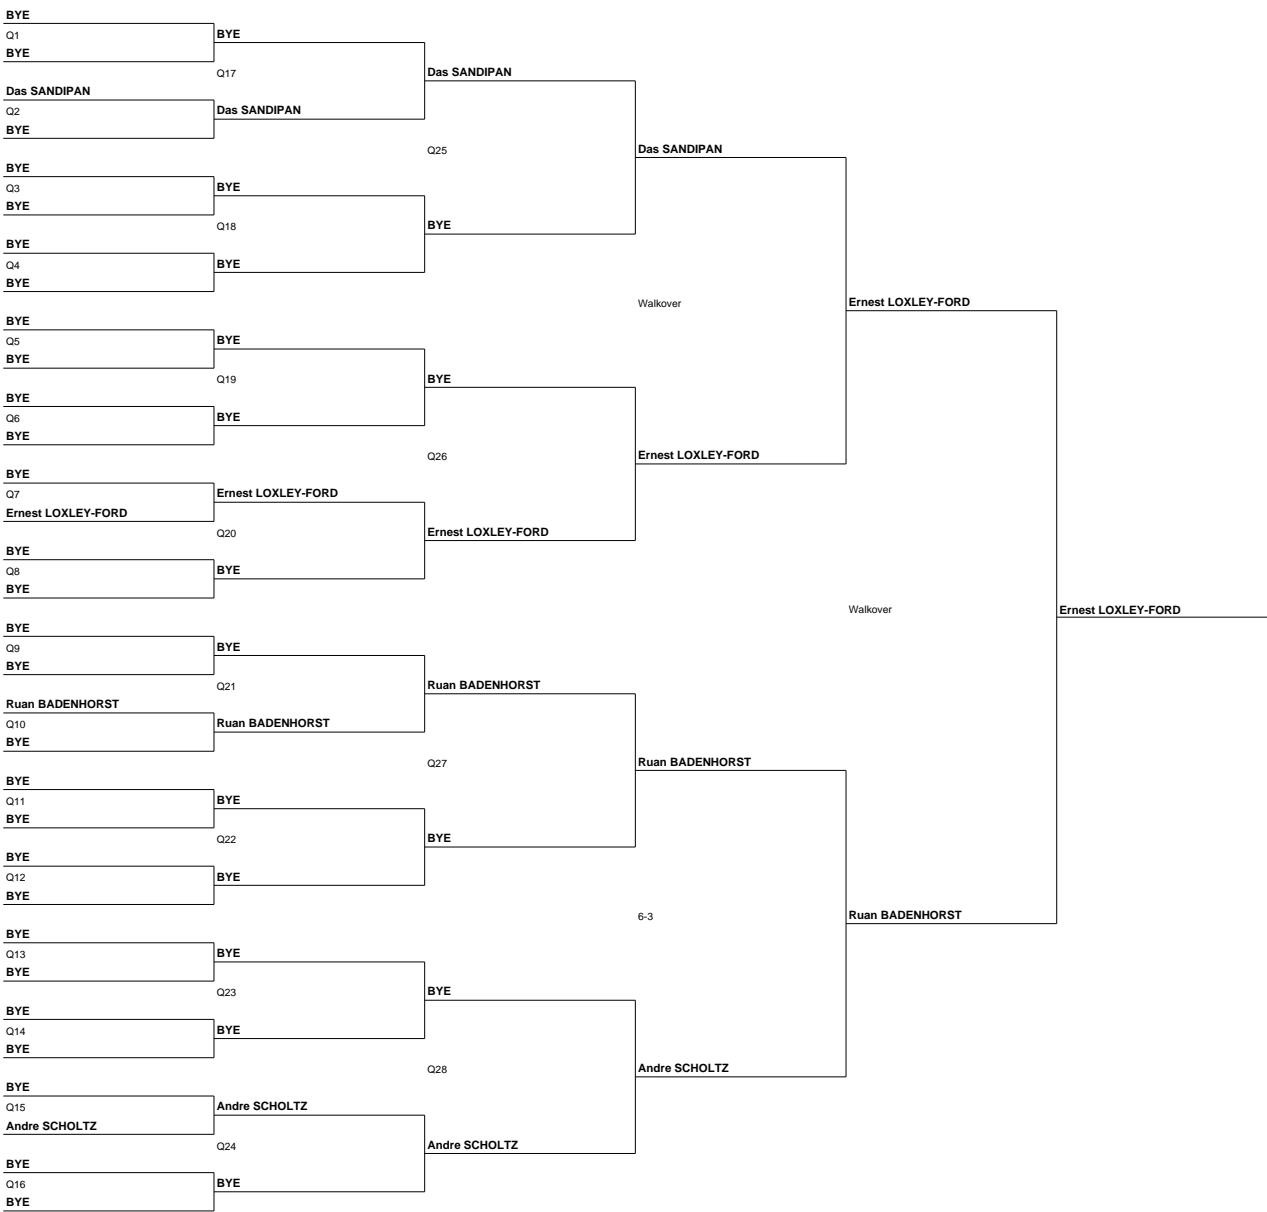 BYE
Q1
BYE
BYE
Q17
Das SANDIPAN
Das SANDIPAN
Q2
Das SANDIPAN
BYE
Q25
Das SANDIPAN
BYE
Q3
BYE
BYE
Q18
BYE
BYE
Q4
BYE
BYE
Walkover
Ernest LOXLEY-FORD
BYE
Q5
BYE
BYE
Q19
BYE
BYE
Q6
BYE
BYE
Q26
Ernest LOXLEY-FORD
BYE
Q7
Ernest LOXLEY-FORD
Ernest LOXLEY-FORD
Q20
Ernest LOXLEY-FORD
BYE
Q8
BYE
BYE
Walkover
Ernest LOXLEY-FORD
BYE
Q9
BYE
BYE
Q21
Ruan BADENHORST
Ruan BADENHORST
Q10
Ruan BADENHORST
BYE
Q27
Ruan BADENHORST
BYE
Q11
BYE
BYE
Q22
BYE
BYE
Q12
BYE
BYE
6-3
Ruan BADENHORST
BYE
Q13
BYE
BYE
Q23
BYE
BYE
Q14
BYE
BYE
Q28
Andre SCHOLTZ
BYE
Q15
Andre SCHOLTZ
Andre SCHOLTZ
Q24
Andre SCHOLTZ
BYE
Q16
BYE
BYE